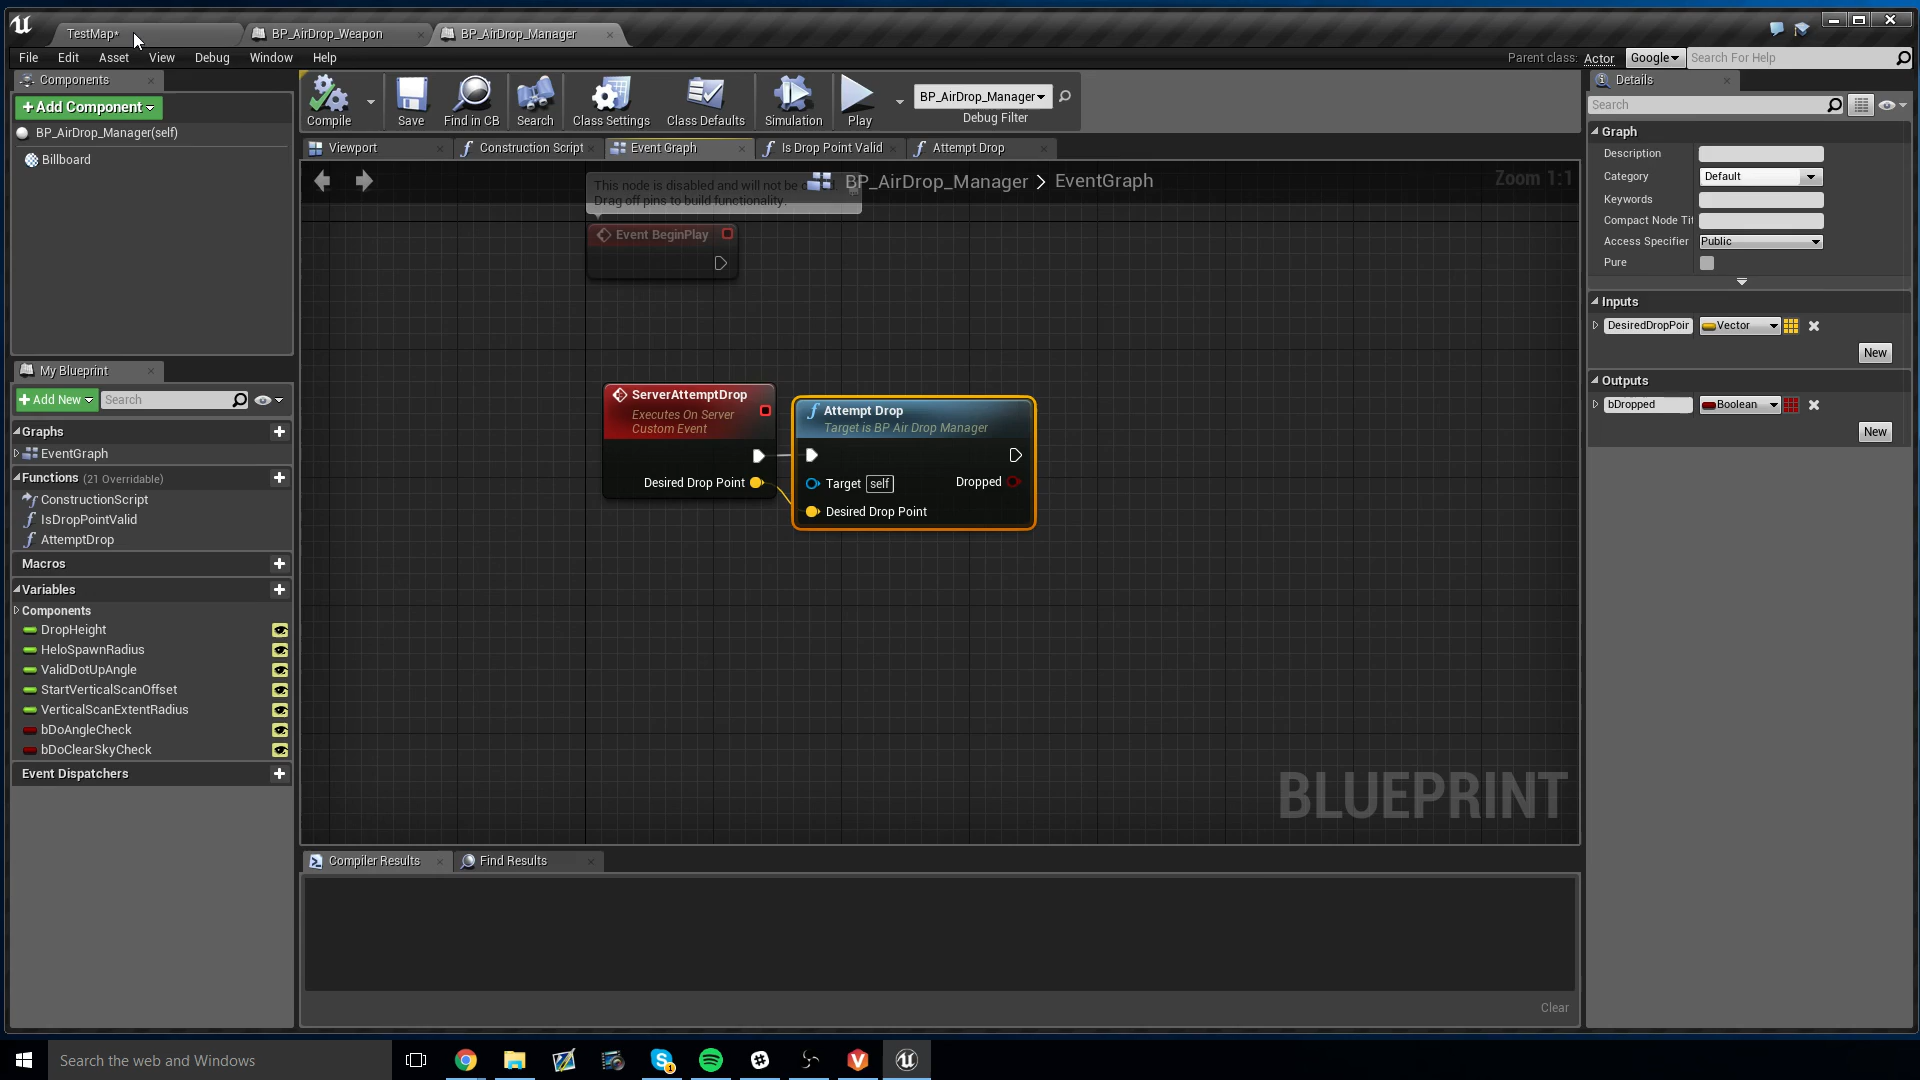 TestMap*
BP_AirDrop_Weapon
BP_AirDrop_Manager
File Edit Asset View Debug Window Help
Parent class: Actor
Google
Search For Help
Components
+Add Component
BP_AirDrop_Manager(self)
Billboard
Compile
Save
Find in CB
Search
Class Settings
Class Defaults
Simulation
Play
BP_AirDrop_Manager
Debug Filter
Viewport
Construction Script
Event Graph
Is Drop Point Valid
Attempt Drop
BP_AirDrop_Manager > EventGraph
Zoom 1:1
This node is disabled and will not be
Drag off pins to build functionality.
Event BeginPlay
ServerAttemptDrop
Executes On Server
Custom Event
Desired Drop Point
Attempt Drop
Target is BP Air Drop Manager
Target self
Dropped
Desired Drop Point
BLUEPRINT
My Blueprint
+Add New
Search
Graphs
EventGraph
Functions (21 Overridable)
ConstructionScript
IsDropPointValid
AttemptDrop
Macros
Variables
Components
DropHeight
HeloSpawnRadius
ValidDotUpAngle
StartVerticalScanOffset
VerticalScanExtentRadius
bDoAngleCheck
bDoClearSkyCheck
Event Dispatchers
Compiler Results
Find Results
Clear
Details
Search
Graph
Description
Category Default
Keywords
Compact Node Tit
Access Specifier Public
Pure
Inputs
DesiredDropPoir Vector
New
Outputs
bDropped Boolean
New
Search the web and Windows